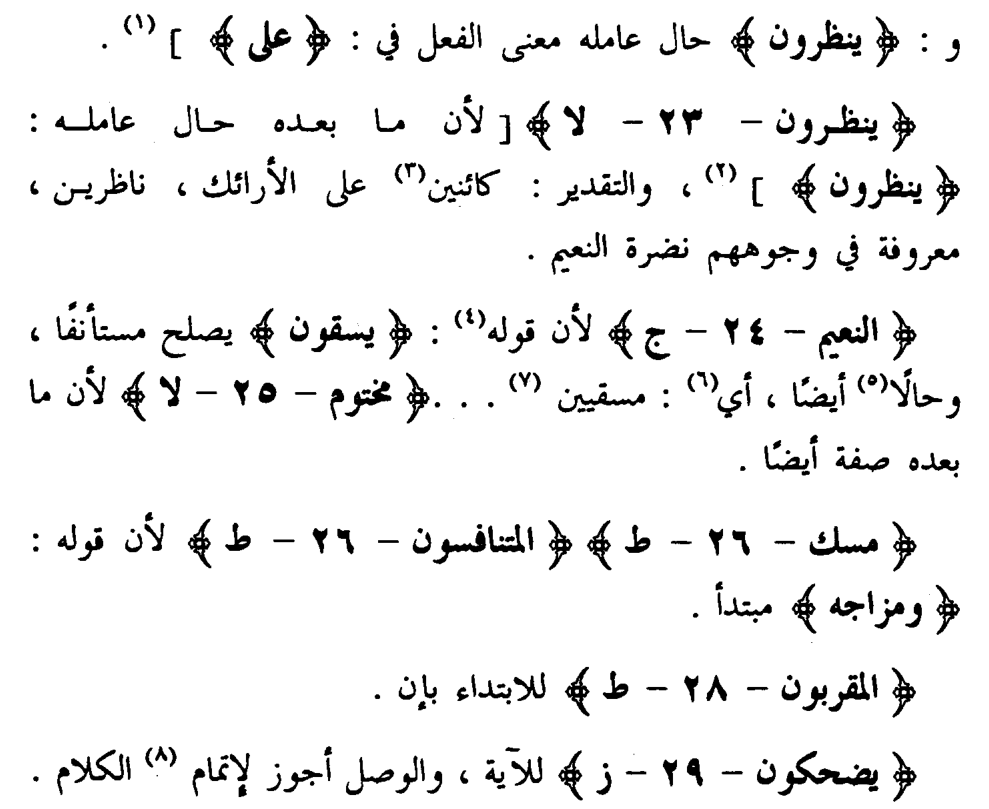 و : ﴿ ينظرون ﴾ حال عامله معنى الفعل في : ﴿ على ﴾ ] (١) .
﴿ ينظرون – ٢٣ – لا ﴾ [ لأن ما بعده حال عامله :
﴿ ينظرون ﴾ ] (٢) ، والتقدير : كائنين(٣) على الأرائك ، ناظرين ،
معروفة في وجوههم نضرة النعيم .
﴿ النعيم – ٢٤ – ج ﴾ لأن قوله(٤) : ﴿ يسقون ﴾ يصلح مستأنفًا ،
وحالًا(٥) أيضًا ، أي(٦) : مسقيين (٧) . . .﴿ مختوم – ٢٥ – لا ﴾ لأن ما
بعده صفة أيضًا .
﴿ مسك – ٢٦ – ط ﴾ ﴿ المتنافسون – ٢٦ – ط ﴾ لأن قوله :
﴿ ومزاجه ﴾ مبتدأ .
﴿ المقربون – ٢٨ – ط ﴾ للابتداء بإن .
﴿ يضحكون – ٢٩ – ز ﴾ للآية ، والوصل أجوز لإتمام (٨) الكلام .